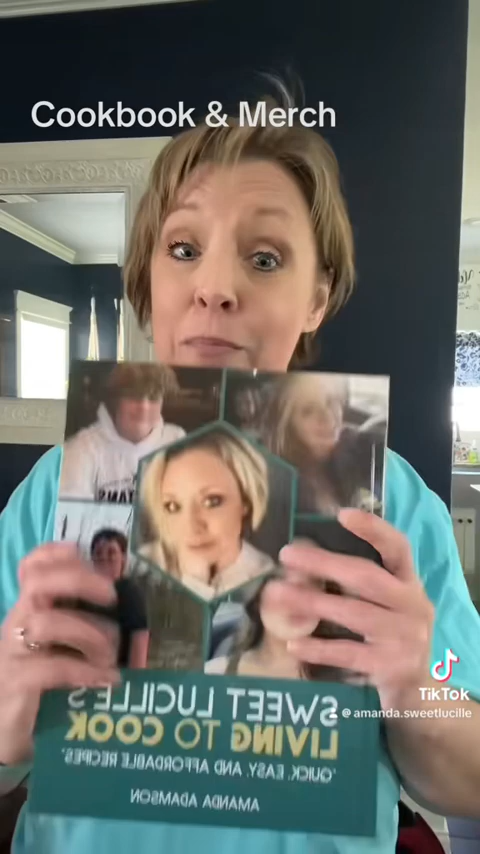 Cookbook & Merch
TikTok
@amanda.sweetlucille
SWEET LUCILLE'S
LIVING TO COOK
"QUICK, EASY, AND AFFORDABLE RECIPES"
AMANDA ADAMSON